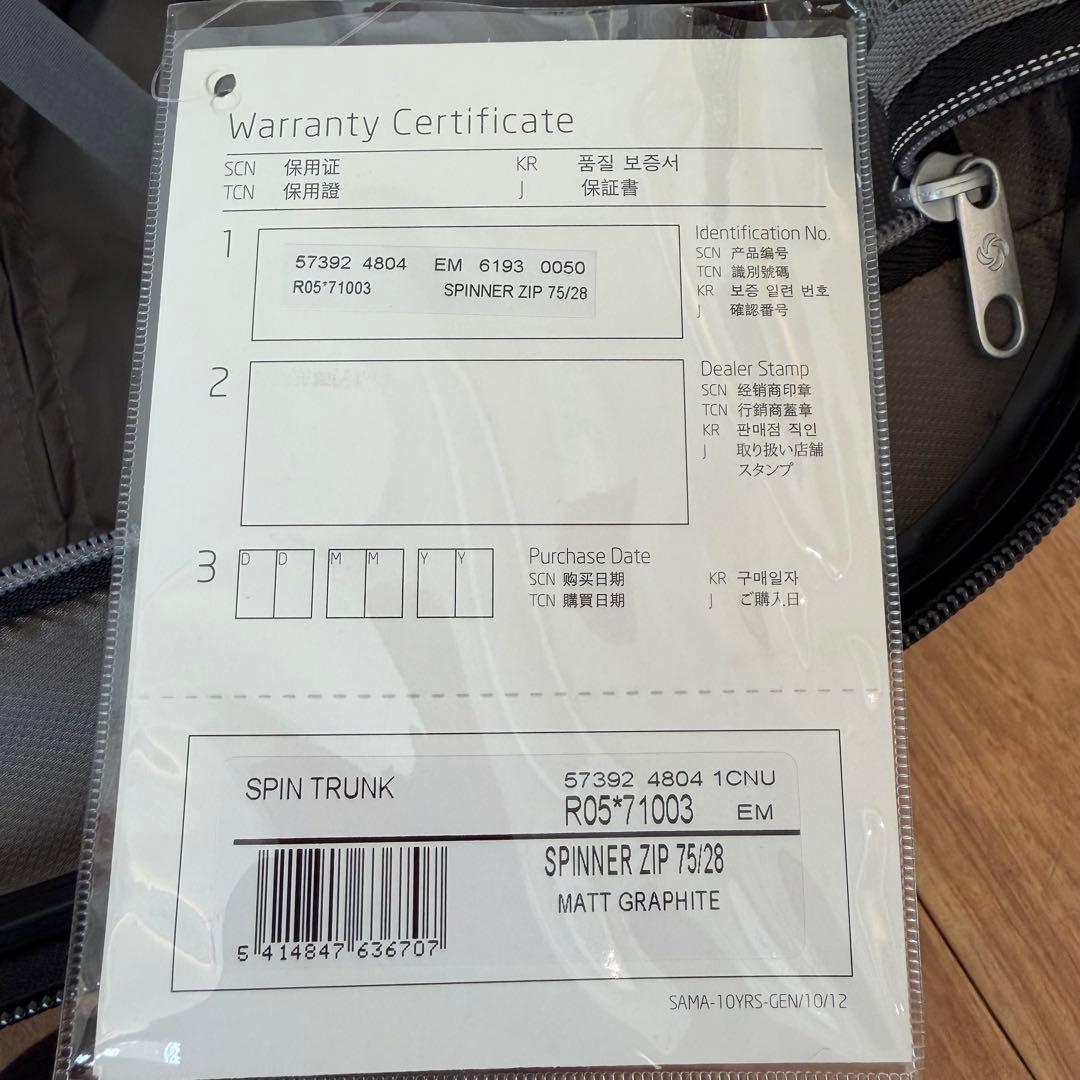 Warranty Certificate
SCN 保用证 KR 품질 보증서
TCN 保用證 J 保証書
1
57392 4804 EM 6193 0050
R05*71003 SPINNER ZIP 75/28
Identification No.
SCN 产品编号
TCN 識別號碼
KR 보증 일련 번호
J 確認番号
2
Dealer Stamp
SCN 经销商印章
TCN 行銷商蓋章
KR 판매점 직인
J 取り扱い店舗
スタンプ
3
D D M M Y Y
Purchase Date
SCN 购买日期 KR 구매일자
TCN 購買日期 J ご購入日
SPIN TRUNK 57392 4804 1CNU
R05*71003 EM
SPINNER ZIP 75/28
MATT GRAPHITE
5 414847 636707
SAMA-10YRS-GEN/10/12